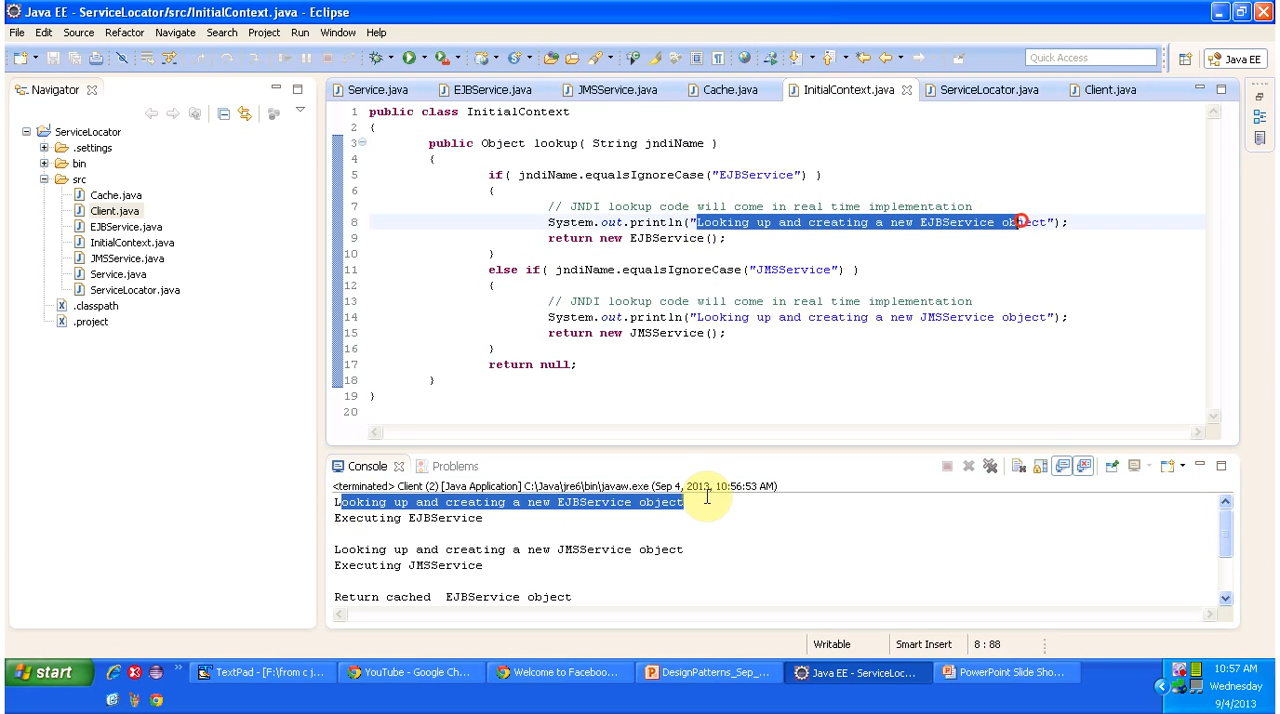 Java EE - ServiceLocator/src/InitialContext.java - Eclipse
File Edit Source Refactor Navigate Search Project Run Window Help
Quick Access
Java EE
Navigator
ServiceLocator
.settings
bin
src
Cache.java
Client.java
EJBService.java
InitialContext.java
JMSService.java
Service.java
ServiceLocator.java
.classpath
.project
Service.java EJBService.java JMSService.java Cache.java InitialContext.java ServiceLocator.java Client.java
1 public class InitialContext
2 {
3 public Object lookup( String jndiName )
4 {
5 if( jndiName.equalsIgnoreCase("EJBService") )
6 {
7 // JNDI lookup code will come in real time implementation
8 System.out.println("Looking up and creating a new EJBService object");
9 return new EJBService();
10 }
11 else if( jndiName.equalsIgnoreCase("JMSService") )
12 {
13 // JNDI lookup code will come in real time implementation
14 System.out.println("Looking up and creating a new JMSService object");
15 return new JMSService();
16 }
17 return null;
18 }
19 }
20
Console Problems
<terminated> Client (2) [Java Application] C:\Java\jre6\bin\javaw.exe (Sep 4, 2013, 10:56:53 AM)
Looking up and creating a new EJBService object
Executing EJBService
Looking up and creating a new JMSService object
Executing JMSService
Return cached  EJBService object
Writable Smart Insert 8 : 88
start TextPad - [F:\from c j... YouTube - Google Ch... Welcome to Faceboo... DesignPatterns_Sep_... Java EE - ServiceLoc... PowerPoint Slide Sho...
10:57 AM
Wednesday
9/4/2013